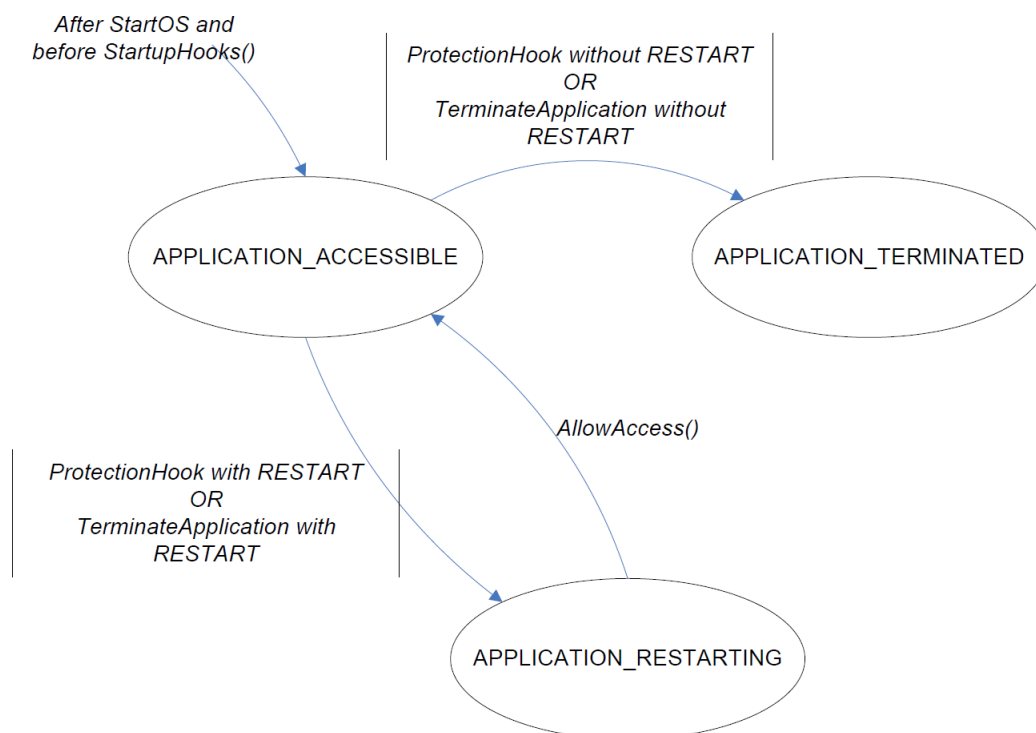 After StartOS and
before StartupHooks()
ProtectionHook without RESTART
OR
TerminateApplication without
RESTART
APPLICATION_ACCESSIBLE
APPLICATION_TERMINATED
AllowAccess()
ProtectionHook with RESTART
OR
TerminateApplication with
RESTART
APPLICATION_RESTARTING